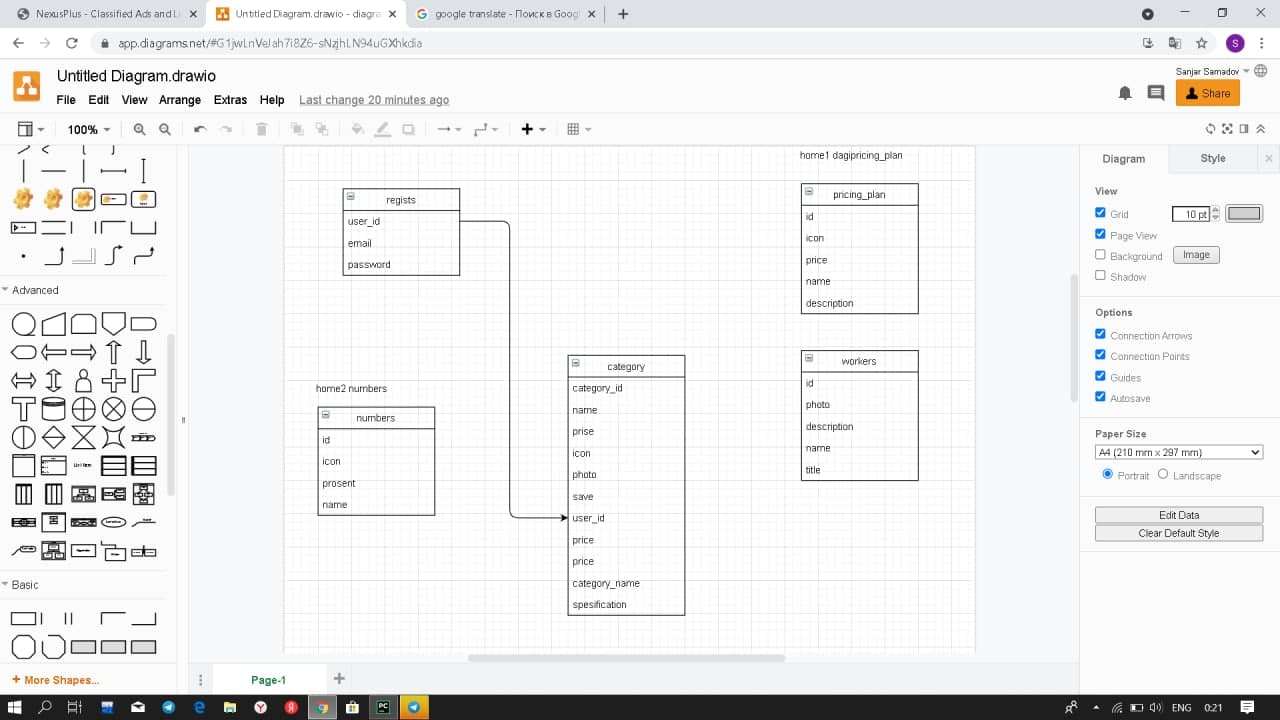 NexusPlus - Classified Ads and Li
Untitled Diagram.drawio - diagra
google translate - Поиск в Goog
app.diagrams.net/#G1jwLnVeJah7i8Z6-sNzjhLN94uGXhkdia
S
Untitled Diagram.drawio
Sanjar Samadov
File Edit View Arrange Extras Help Last change 20 minutes ago
Share
100%
home1 dagipricing_plan
Diagram
Style
regists
user_id
email
password
pricing_plan
id
icon
price
name
description
View
Grid
10 pt
Page View
Background
Image
Shadow
Advanced
Options
Connection Arrows
Connection Points
Guides
Autosave
category
category_id
name
prise
icon
photo
save
user_id
price
price
category_name
spesification
workers
id
photo
description
name
title
home2 numbers
numbers
id
icon
prosent
name
Paper Size
A4 (210 mm x 297 mm)
Portrait
Landscape
Edit Data
Clear Default Style
Basic
+ More Shapes...
Page-1
ENG
0:21